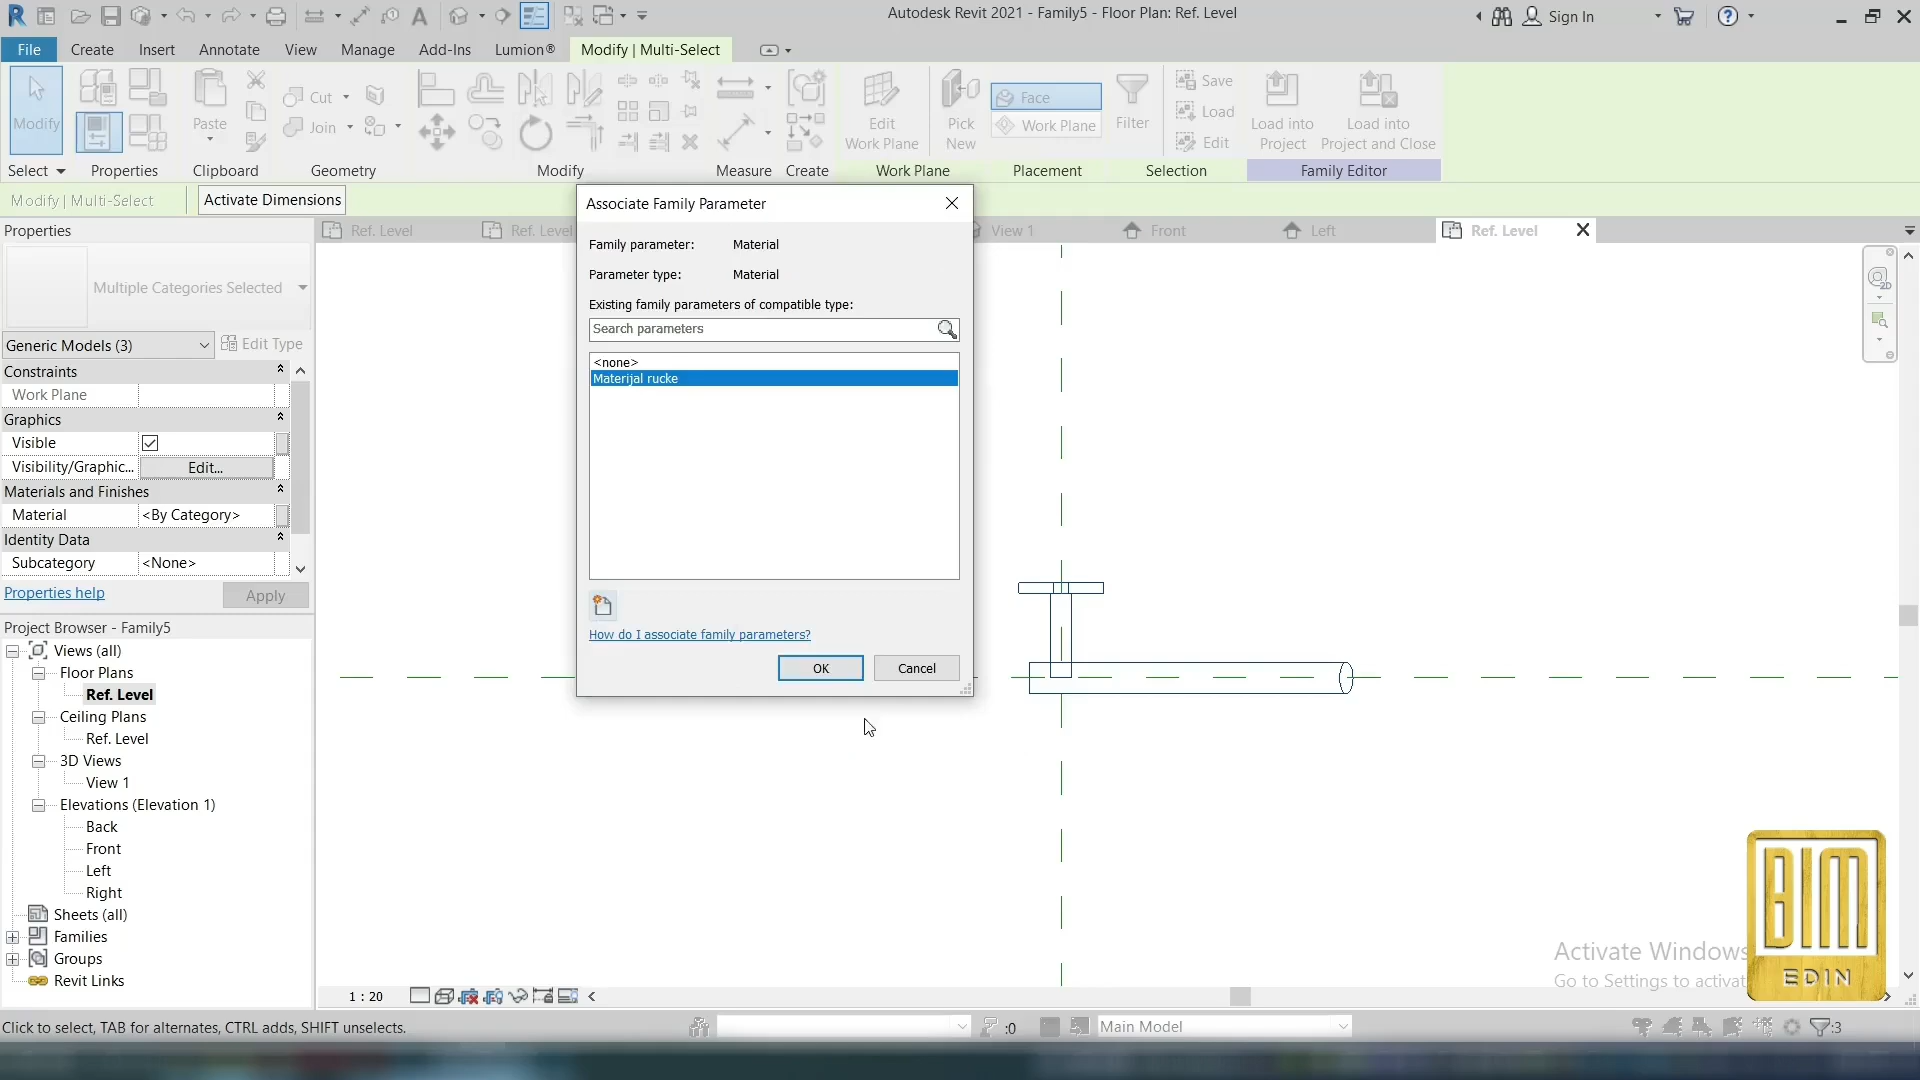 Autodesk Revit 2021 - Family5 - Floor Plan: Ref. Level
Sign In
File Create Insert Annotate View Manage Add-Ins Lumion® Modify | Multi-Select
Modify
Paste
Cut
Join
Edit
Work Plane
Pick
New
Face
Work Plane
Filter
Save
Load
Edit
Load into
Project
Load into
Project and Close
Select Properties Clipboard Geometry Modify Measure Create Work Plane Placement Selection Family Editor
Modify | Multi-Select
Activate Dimensions
Properties
Multiple Categories Selected
Generic Models (3)
Edit Type
Constraints
Work Plane
Graphics
Visible
Visibility/Graphic... Edit...
Materials and Finishes
Material <By Category>
Identity Data
Subcategory <None>
Properties help
Apply
Project Browser - Family5
Views (all)
Floor Plans
Ref. Level
Ceiling Plans
Ref. Level
3D Views
View 1
Elevations (Elevation 1)
Back
Front
Left
Right
Sheets (all)
Families
Groups
Revit Links
Ref. Level
Ref. Level
View 1
Front
Left
Ref. Level
Associate Family Parameter
Family parameter: Material
Parameter type: Material
Existing family parameters of compatible type:
Search parameters
<none>
Materijal rucke
How do I associate family parameters?
OK
Cancel
2D
Activate Windows
Go to Settings to activat
BIM
EDIN
1 : 20
Click to select, TAB for alternates, CTRL adds, SHIFT unselects.
:0
Main Model
:3